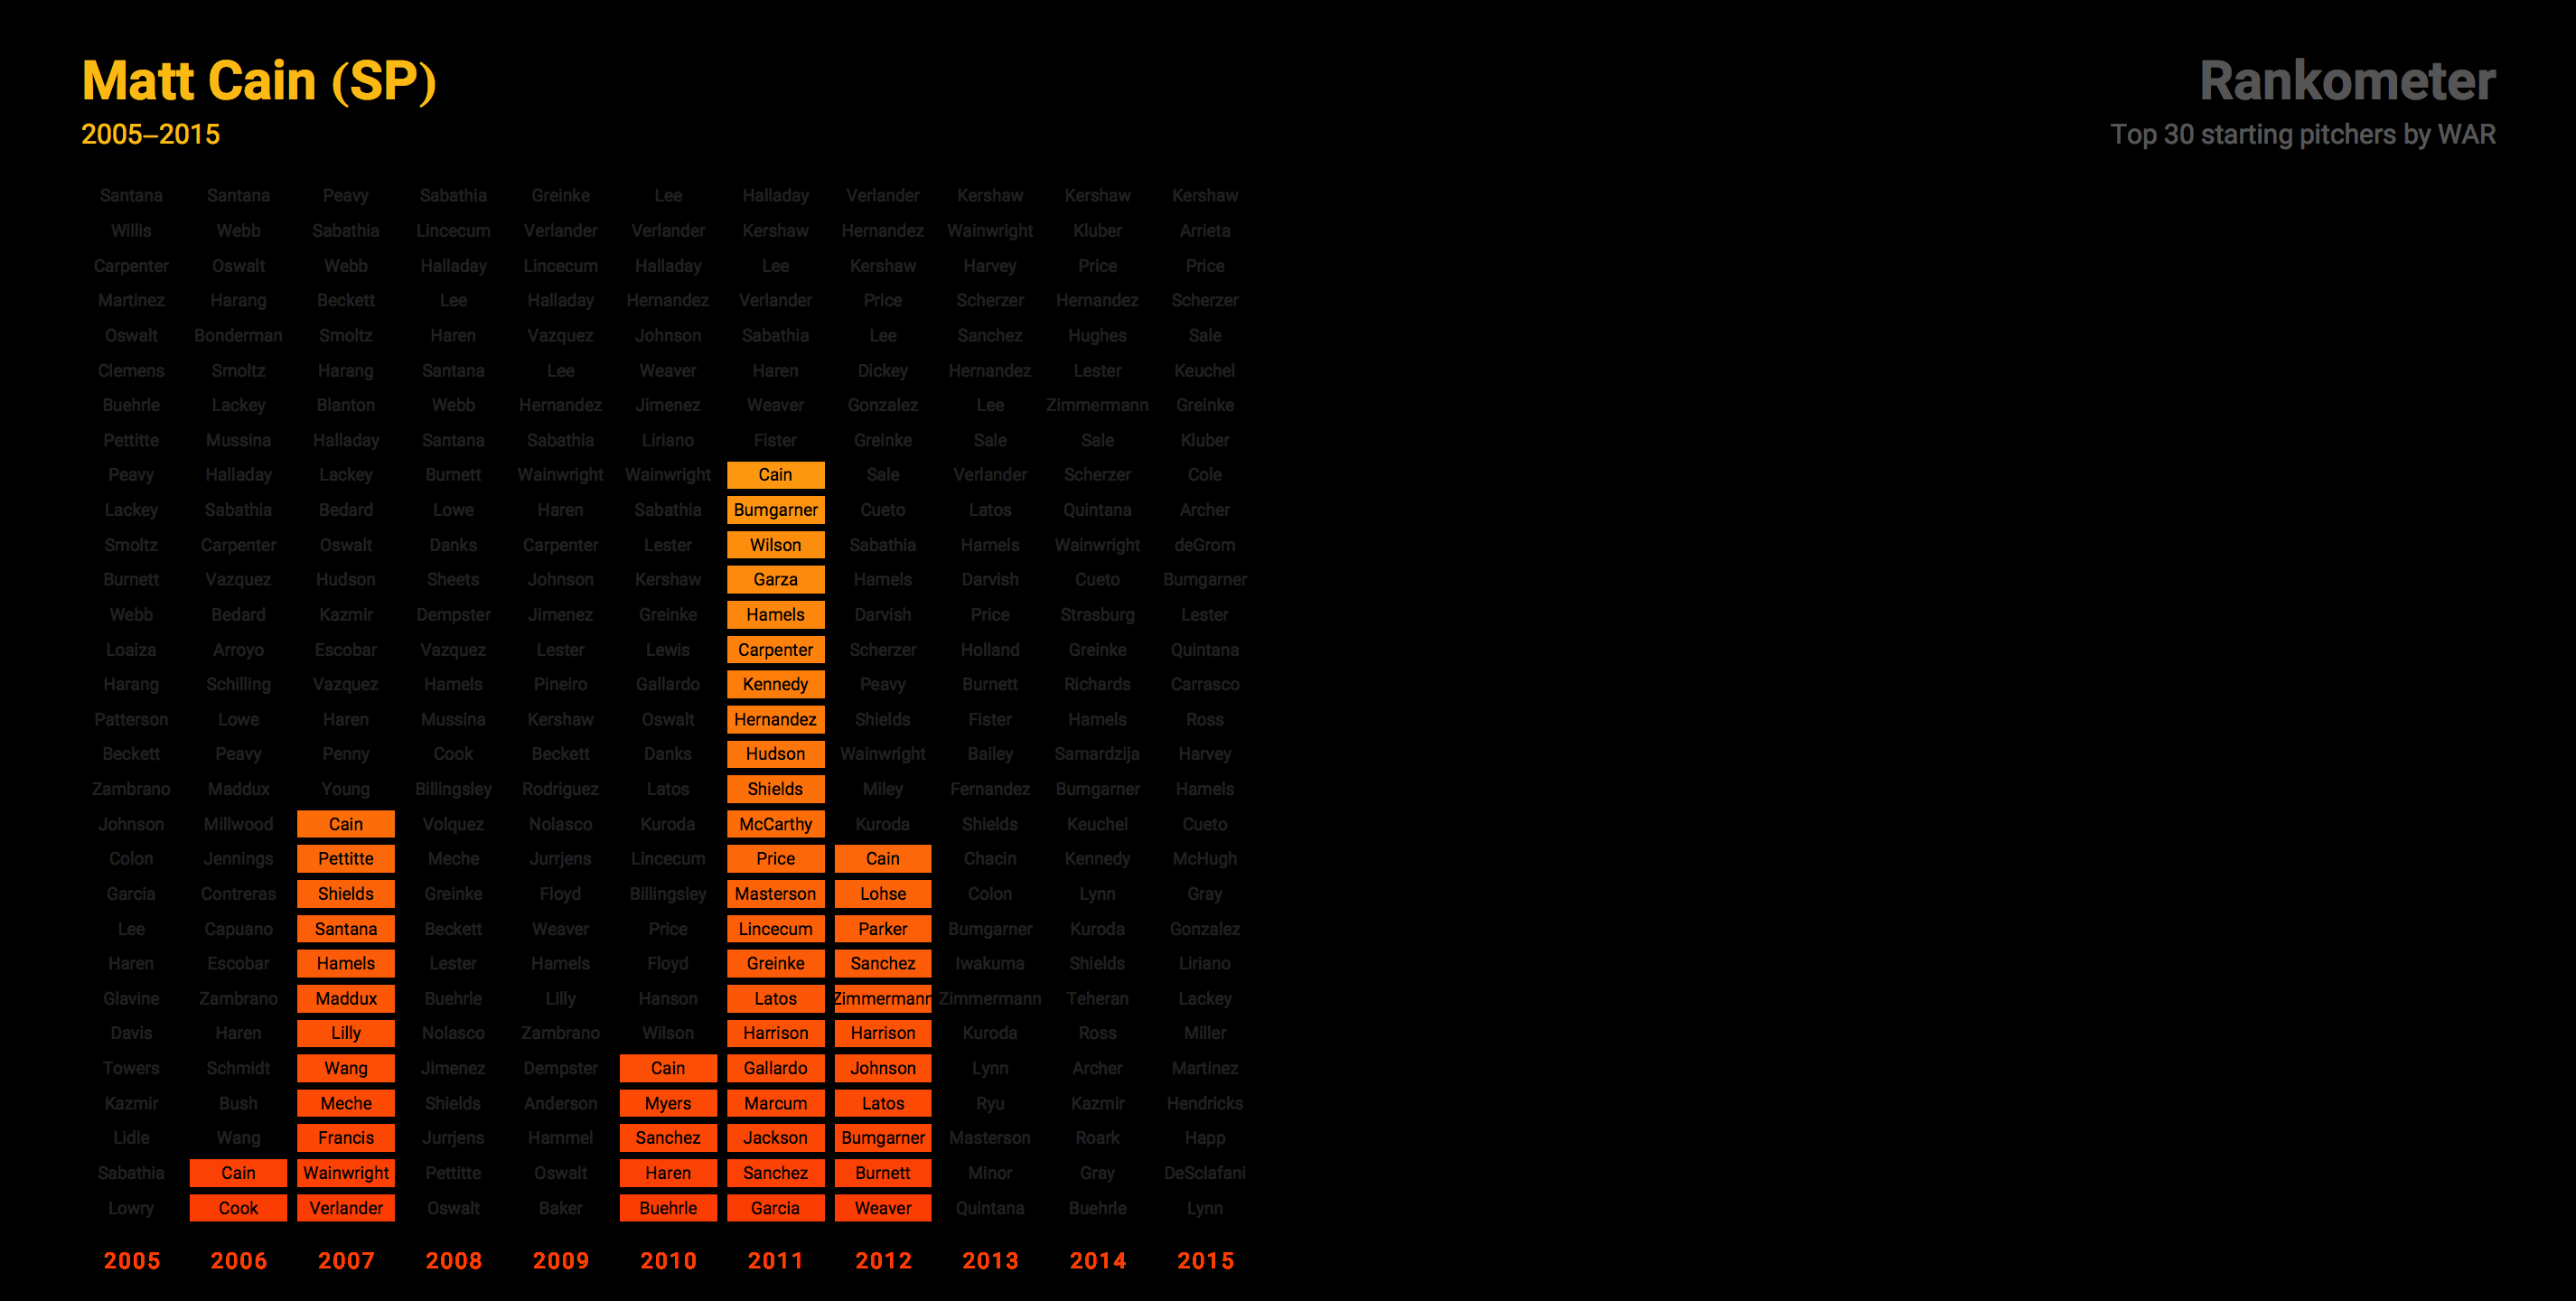 Matt Cain (SP)
2005–2015
Rankometer
Top 30 starting pitchers by WAR
Santana Santana Peavy Sabathia Greinke Lee Halladay Verlander Kershaw Kershaw Kershaw
Willis Webb Sabathia Lincecum Verlander Verlander Kershaw Hernandez Wainwright Kluber Arrieta
Carpenter Oswalt Webb Halladay Lincecum Halladay Lee Kershaw Harvey Price Price
Martinez Harang Beckett Lee Halladay Hernandez Verlander Price Scherzer Hernandez Scherzer
Oswalt Bonderman Smoltz Haren Vazquez Johnson Sabathia Lee Sanchez Hughes Sale
Clemens Smoltz Harang Santana Lee Weaver Haren Dickey Hernandez Lester Keuchel
Buehrle Lackey Blanton Webb Hernandez Jimenez Weaver Gonzalez Lee Zimmermann Greinke
Pettitte Mussina Halladay Santana Sabathia Liriano Fister Greinke Sale Sale Kluber
Peavy Halladay Lackey Burnett Wainwright Wainwright Cain Sale Verlander Scherzer Cole
Lackey Sabathia Bedard Lowe Haren Sabathia Bumgarner Cueto Latos Quintana Archer
Smoltz Carpenter Oswalt Danks Carpenter Lester Wilson Sabathia Hamels Wainwright deGrom
Burnett Vazquez Hudson Sheets Johnson Kershaw Garza Hamels Darvish Cueto Bumgarner
Webb Bedard Kazmir Dempster Jimenez Greinke Hamels Darvish Price Strasburg Lester
Loaiza Arroyo Escobar Vazquez Lester Lewis Carpenter Scherzer Holland Greinke Quintana
Harang Schilling Vazquez Hamels Pineiro Gallardo Kennedy Peavy Burnett Richards Carrasco
Patterson Lowe Haren Mussina Kershaw Oswalt Hernandez Shields Fister Hamels Ross
Beckett Peavy Penny Cook Beckett Danks Hudson Wainwright Bailey Samardzija Harvey
Zambrano Maddux Young Billingsley Rodriguez Latos Shields Miley Fernandez Bumgarner Hamels
Johnson Millwood Cain Volquez Nolasco Kuroda McCarthy Kuroda Shields Keuchel Cueto
Colon Jennings Pettitte Meche Jurrjens Lincecum Price Cain Chacin Kennedy McHugh
Garcia Contreras Shields Greinke Floyd Billingsley Masterson Lohse Colon Lynn Gray
Lee Capuano Santana Beckett Weaver Price Lincecum Parker Bumgarner Kuroda Gonzalez
Haren Escobar Hamels Lester Hamels Floyd Greinke Sanchez Iwakuma Shields Liriano
Glavine Zambrano Maddux Buehrle Lilly Hanson Latos Zimmermann Zimmermann Teheran Lackey
Davis Haren Lilly Nolasco Zambrano Wilson Harrison Harrison Kuroda Ross Miller
Towers Schmidt Wang Jimenez Dempster Cain Gallardo Johnson Lynn Archer Martinez
Kazmir Bush Meche Shields Anderson Myers Marcum Latos Ryu Kazmir Hendricks
Lidle Wang Francis Jurrjens Hammel Sanchez Jackson Bumgarner Masterson Roark Happ
Sabathia Cain Wainwright Pettitte Oswalt Haren Sanchez Burnett Minor Gray DeSclafani
Lowry Cook Verlander Oswalt Baker Buehrle Garcia Weaver Quintana Buehrle Lynn
2005 2006 2007 2008 2009 2010 2011 2012 2013 2014 2015